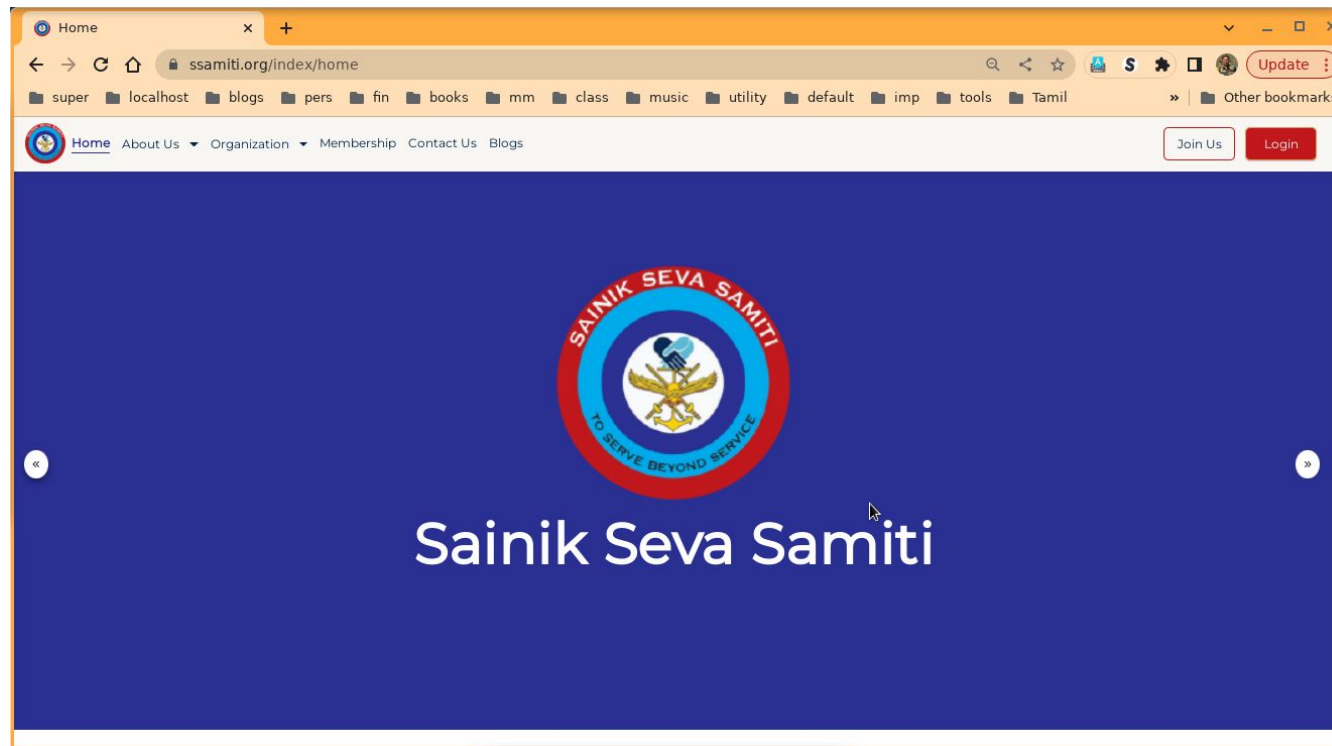 Home
ssamiti.org/index/home
Update
super localhost blogs pers fin books mm class music utility default imp tools Tamil » Other bookmark
Home About Us Organization Membership Contact Us Blogs Join Us Login
SAINIK SEVA SAMITI
TO SERVE BEYOND SERVICE
« »
Sainik Seva Samiti